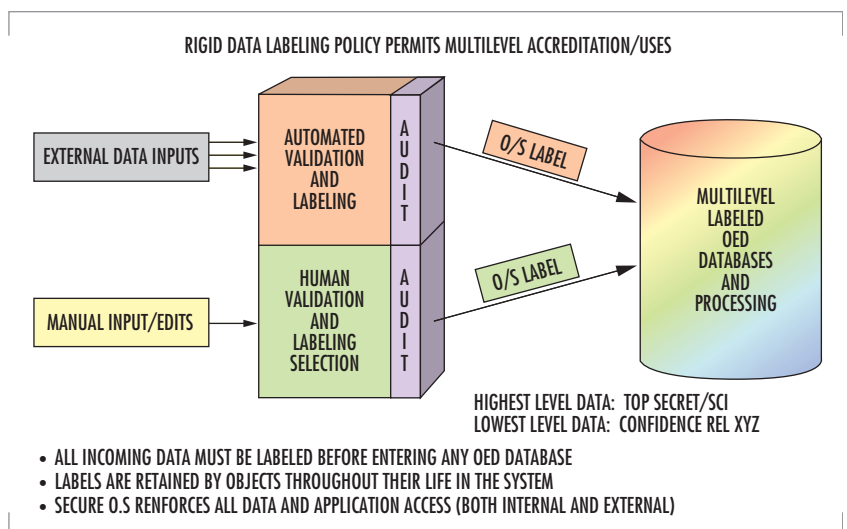 RIGID DATA LABELING POLICY PERMITS MULTILEVEL ACCREDITATION/USES
EXTERNAL DATA INPUTS
AUTOMATED
VALIDATION
AND
LABELING
AUDIT
O/S LABEL
MULTILEVEL
LABELED
OED
DATABASES
AND
PROCESSING
MANUAL INPUT/EDITS
HUMAN
VALIDATION
AND
LABELING
SELECTION
AUDIT
O/S LABEL
HIGHEST LEVEL DATA: TOP SECRET/SCI
LOWEST LEVEL DATA: CONFIDENCE REL XYZ
• ALL INCOMING DATA MUST BE LABELED BEFORE ENTERING ANY OED DATABASE
• LABELS ARE RETAINED BY OBJECTS THROUGHOUT THEIR LIFE IN THE SYSTEM
• SECURE O.S RENFORCES ALL DATA AND APPLICATION ACCESS (BOTH INTERNAL AND EXTERNAL)